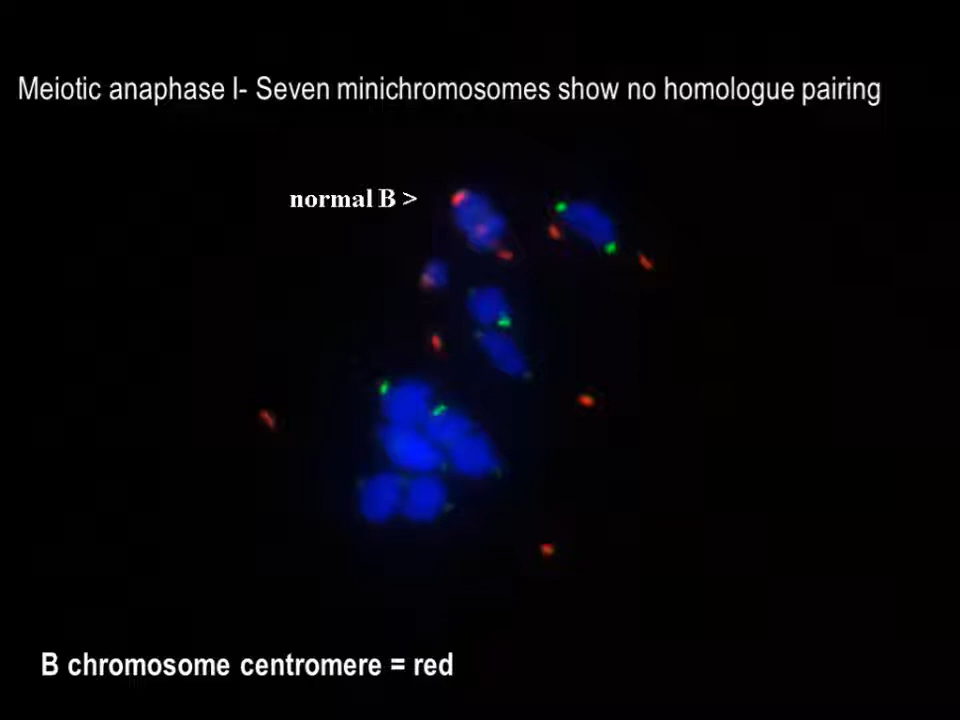 Meiotic anaphase I- Seven minichromosomes show no homologue pairing
normal B >
B chromosome centromere = red